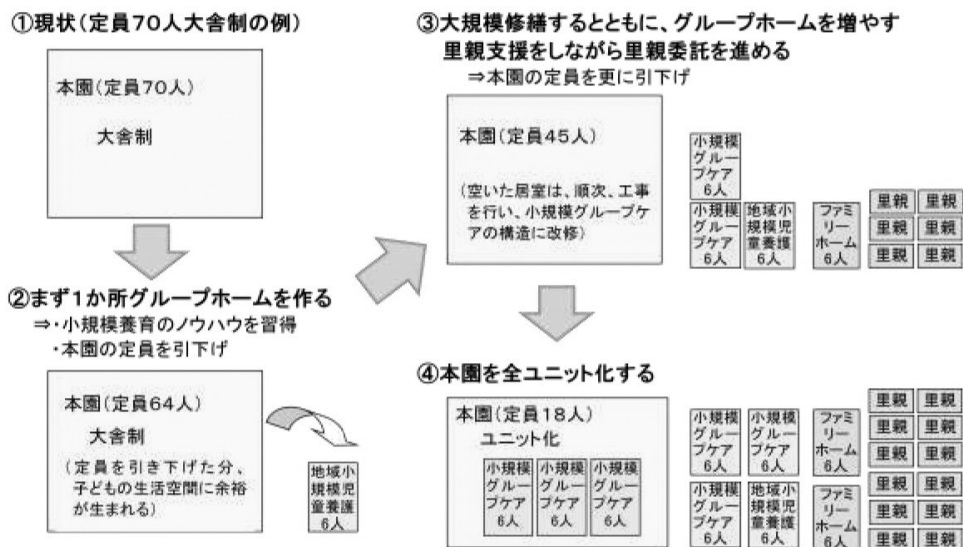 ①現状(定員70人大舎制の例)
本園(定員70人)
大舎制
②まず1か所グループホームを作る
⇒・小規模養育のノウハウを習得
・本園の定員を引下げ
本園(定員64人)
大舎制
(定員を引き下げた分、
子どもの生活空間に余裕
が生まれる)
地域小
規模児
童養護
6人
③大規模修繕するとともに、グループホームを増やす
里親支援をしながら里親委託を進める
⇒本園の定員を更に引下げ
本園(定員45人)
(空いた居室は、順次、工事
を行い、小規模グループケ
アの構造に改修)
小規模
グルー
プケア
6人
小規模
グルー
プケア
6人
地域小
規模児
童養護
6人
ファミ
リー
ホーム
6人
里親 里親
里親 里親
里親 里親
④本園を全ユニット化する
本園(定員18人)
ユニット化
小規模
グルー
プケア
6人
小規模
グルー
プケア
6人
小規模
グルー
プケア
6人
小規模
グルー
プケア
6人
小規模
グルー
プケア
6人
ファミ
リー
ホーム
6人
小規模
グルー
プケア
6人
地域小
規模児
童養護
6人
ファミ
リー
ホーム
6人
里親 里親
里親 里親
里親 里親
里親 里親
里親 里親
里親 里親